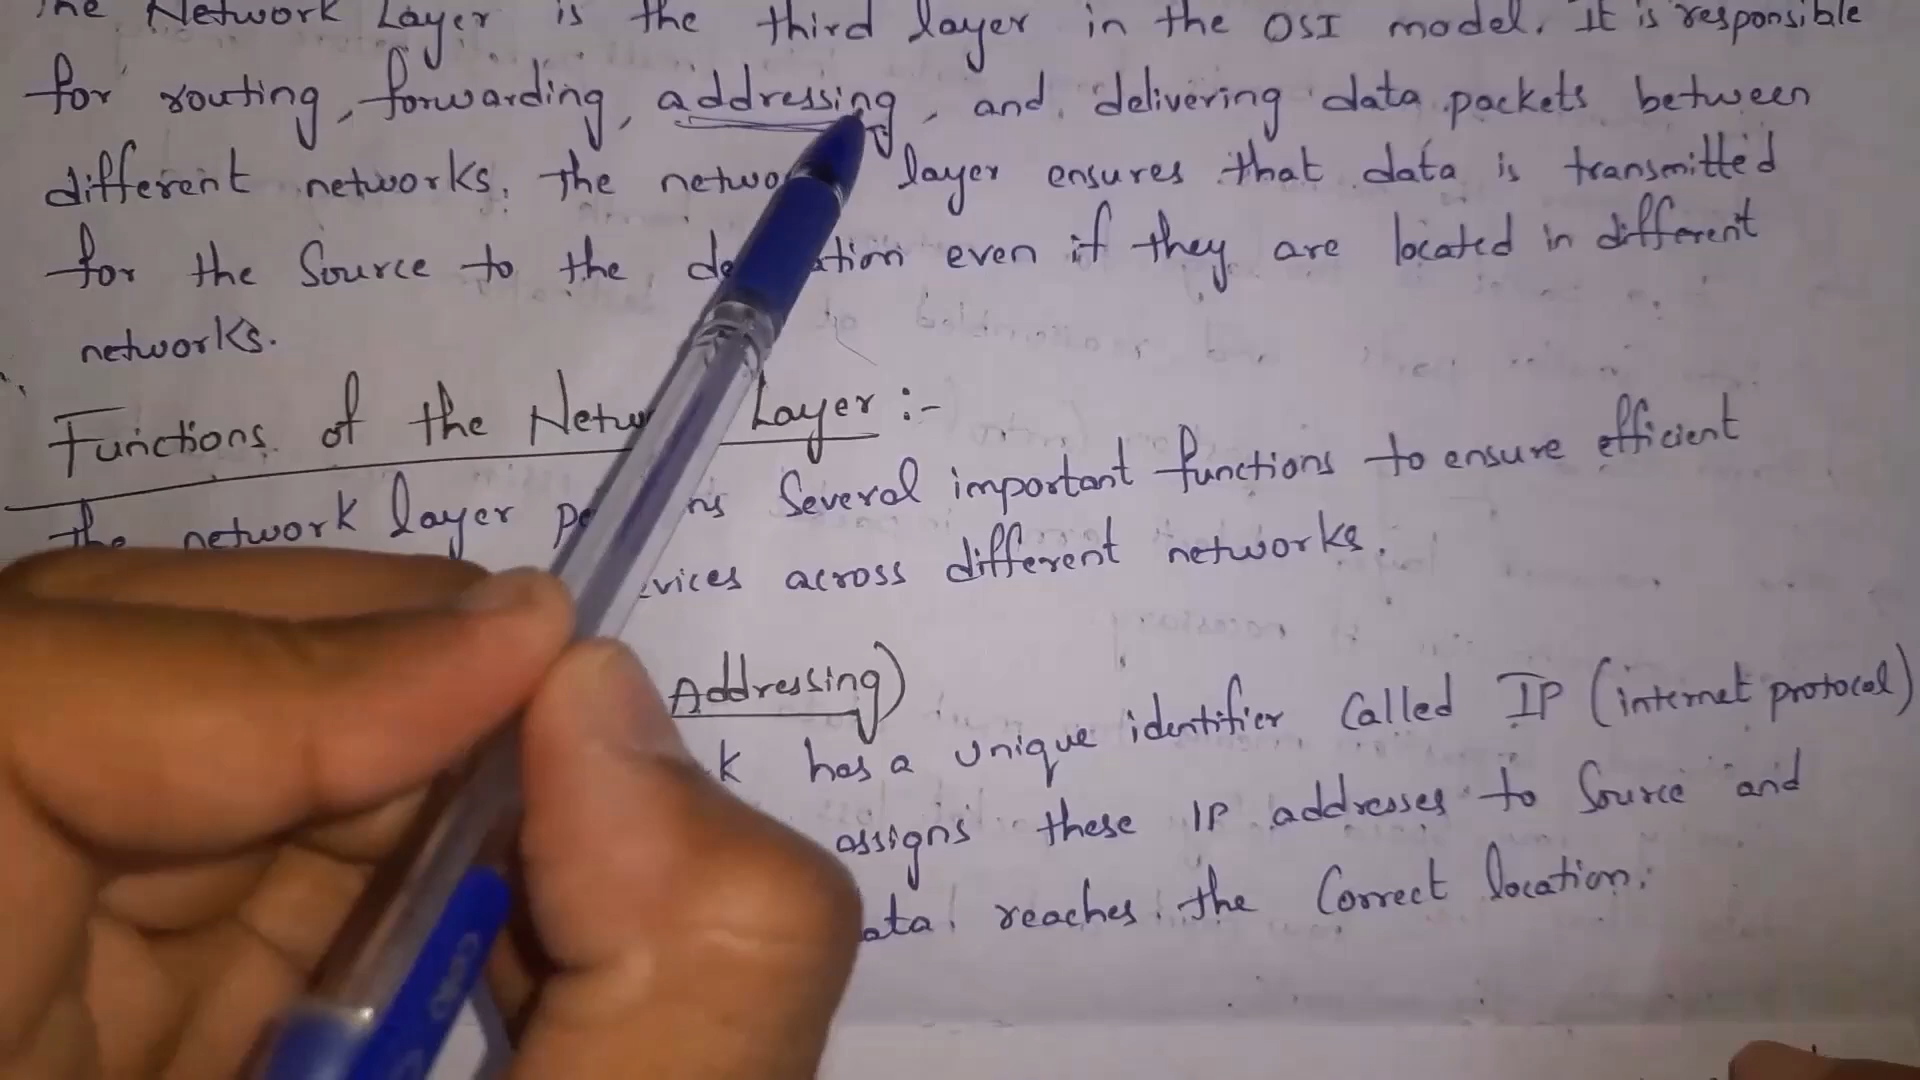 The Network Layer is the third layer in the OSI model. It is responsible
for routing, forwarding, addressing, and delivering data packets between
different networks. The layer ensures that data is transmitted
for the Source to the even if they are located in different
networks.
Functions of the Layer :-
The network layer Several important functions to ensure efficient
across different networks.
Addressing)
has a unique identifier Called IP (internet protocol)
assigns these IP addresses to Source and
reaches the Correct location.
cello